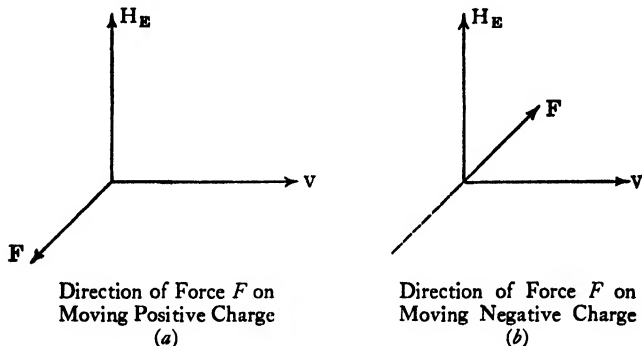 H_E
V
F
Direction of Force F on
Moving Positive Charge
(a)
H_E
F
V
Direction of Force F on
Moving Negative Charge
(b)